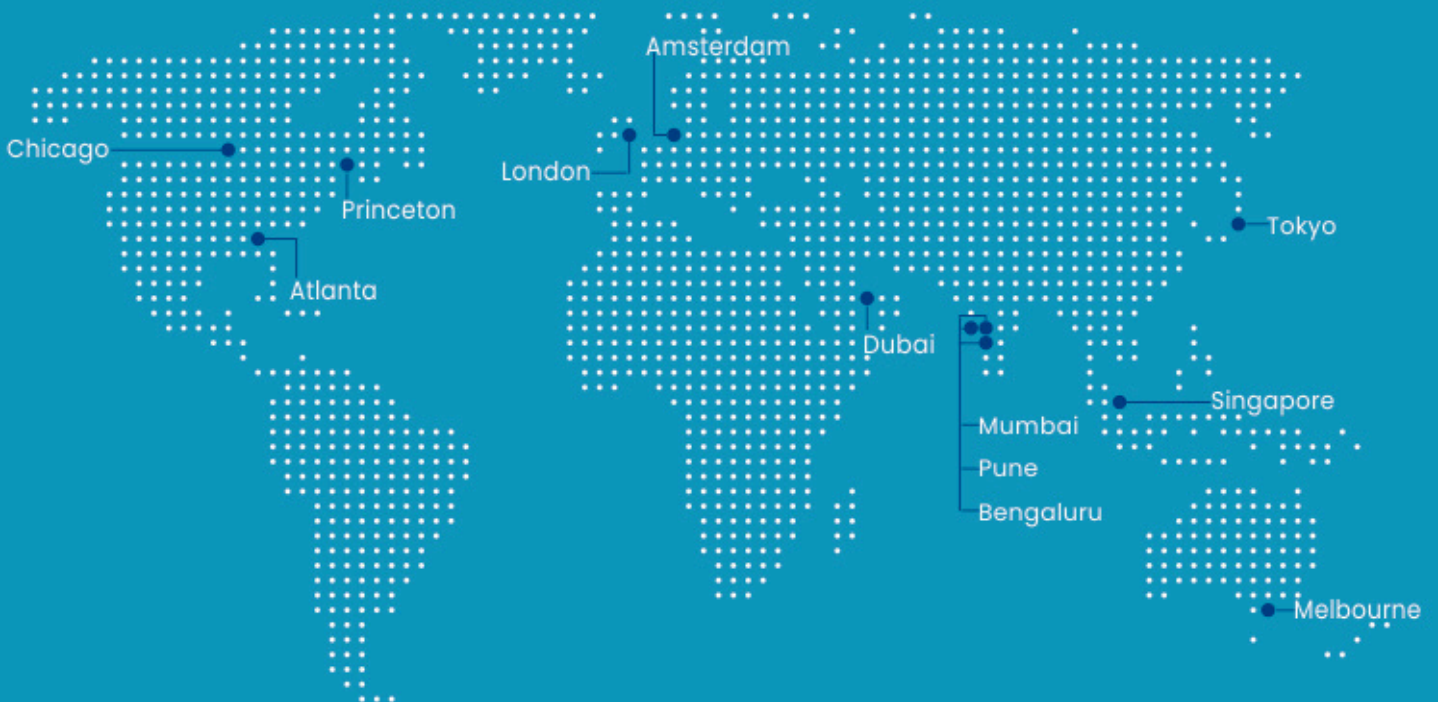 Amsterdam
Chicago
London
Princeton
Tokyo
Atlanta
Dubai
Singapore
Mumbai
Pune
Bengaluru
Melbourne